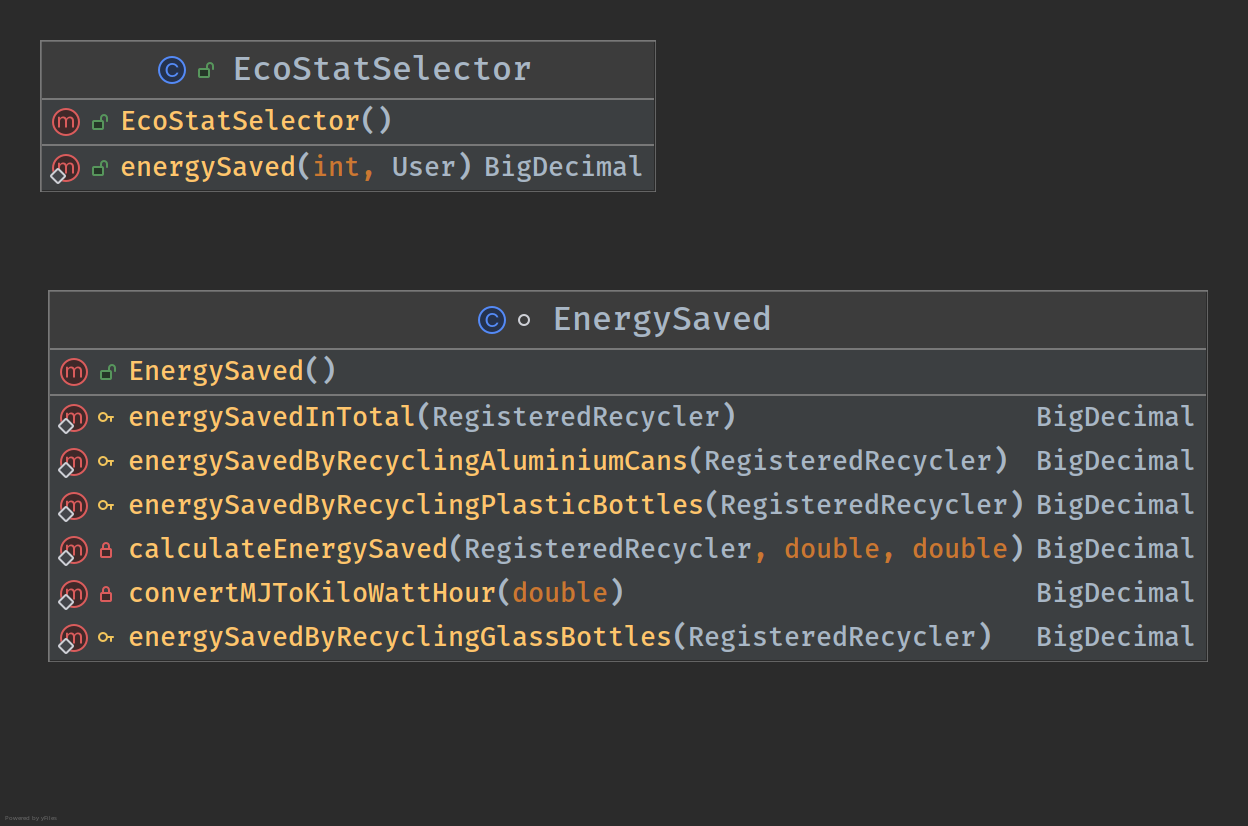 EcoStatSelector
EcoStatSelector()
energySaved(int, User) BigDecimal
EnergySaved
EnergySaved()
energySavedInTotal(RegisteredRecycler) BigDecimal
energySavedByRecyclingAluminiumCans(RegisteredRecycler) BigDecimal
energySavedByRecyclingPlasticBottles(RegisteredRecycler) BigDecimal
calculateEnergySaved(RegisteredRecycler, double, double) BigDecimal
convertMJToKiloWattHour(double) BigDecimal
energySavedByRecyclingGlassBottles(RegisteredRecycler) BigDecimal
Powered by yFiles